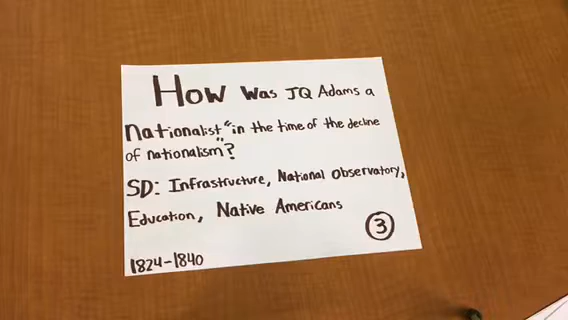 How was JQ Adams a
nationalist "in the time of the decline
of nationalism"?
SD: Infrastructure, National Observatory,
Education, Native Americans
3
1824-1840